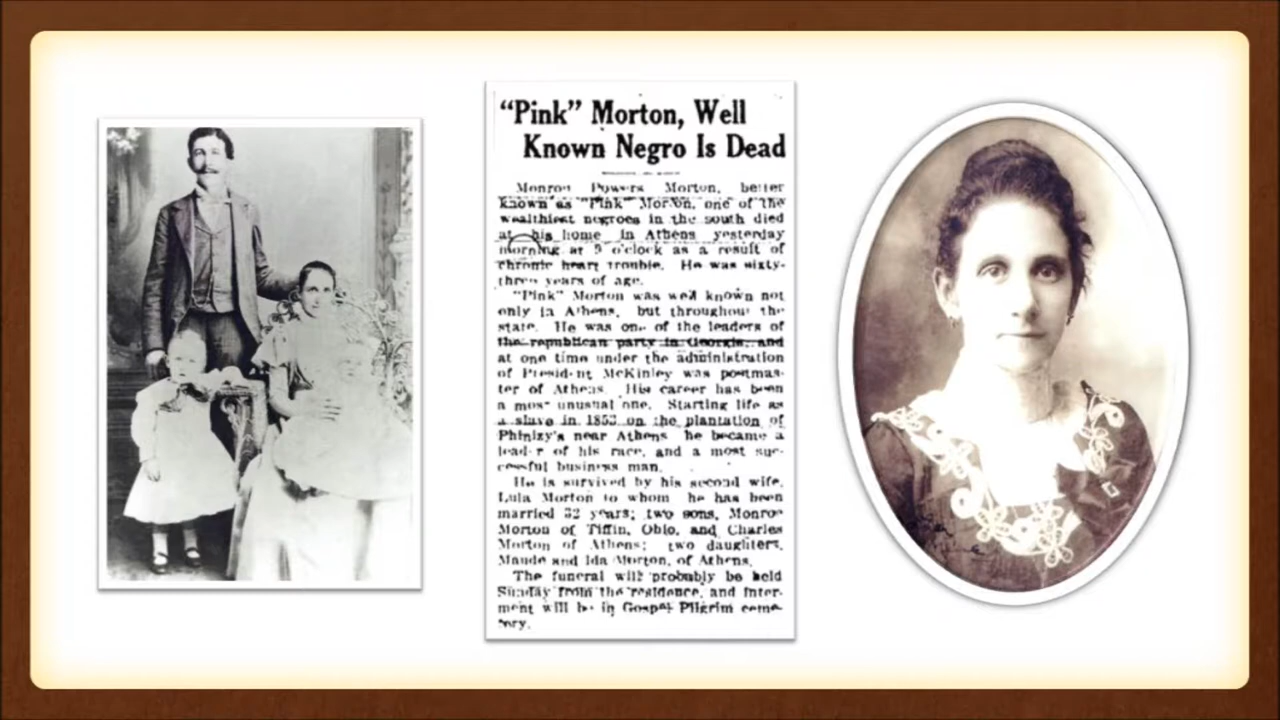 “Pink” Morton, Well
Known Negro Is Dead
Monroe Powers Morton, better
known as "Pink" Morton, one of the
wealthiest negroes in the south died
at his home in Athens yesterday
morning at 9 o'clock as a result of
chronic heart trouble. He was sixty-
three years of age.
"Pink" Morton was well known not
only in Athens, but throughout the
state. He was one of the leaders of
the republican party in Georgia, and
at one time under the administration
of President McKinley was postmas-
ter of Athens. His career has been
a most unusual one. Starting life as
a slave in 1853 on the plantation of
Phinizy's near Athens he became a
leader of his race, and a most suc-
cessful business man.
He is survived by his second wife,
Lula Morton to whom he has been
married 32 years; two sons, Monroe
Morton of Tiffin, Ohio, and Charles
Morton of Athens; two daughters,
Maude and Ida Morton, of Athens.
The funeral will probably be held
Sunday from the residence, and inter-
ment will be in Gospel Pilgrim ceme-
tery.